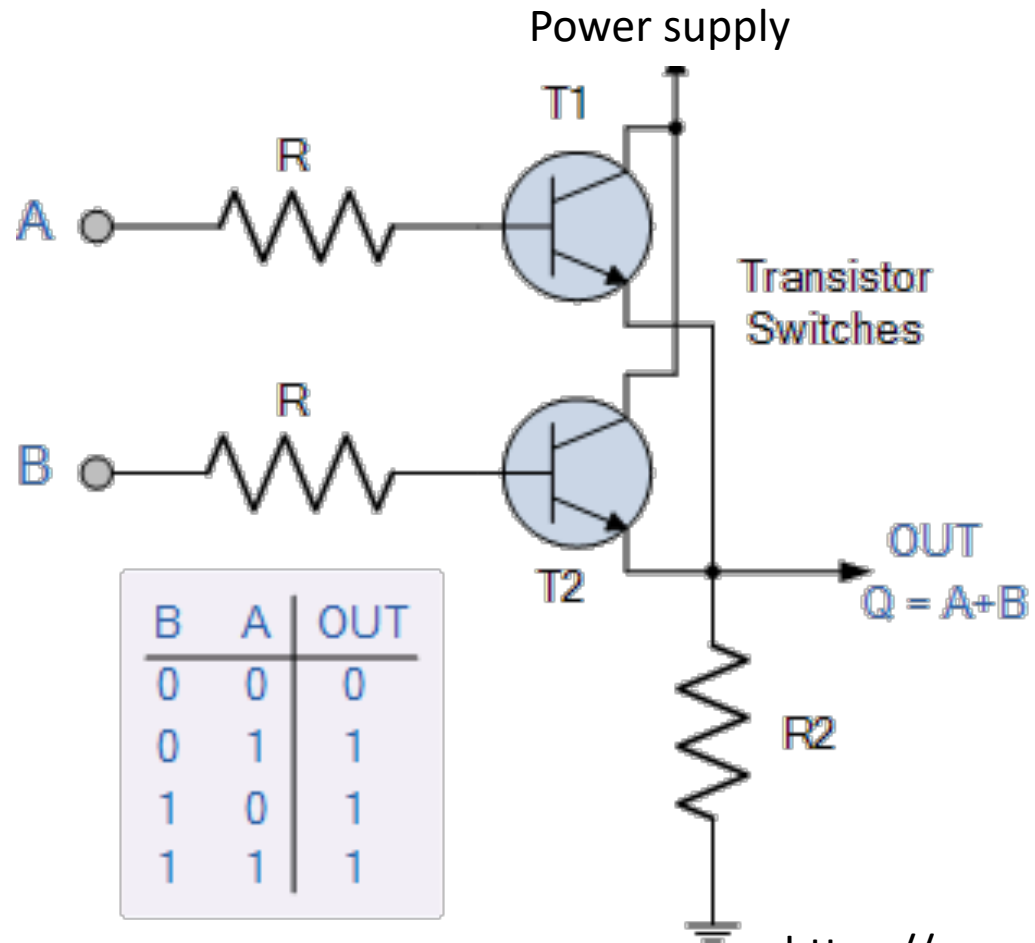 Power supply
T1
R
A
Transistor
Switches
R
B
T2
OUT
Q = A+B
B A OUT
0 0 0
0 1 1
1 0 1
1 1 1
R2